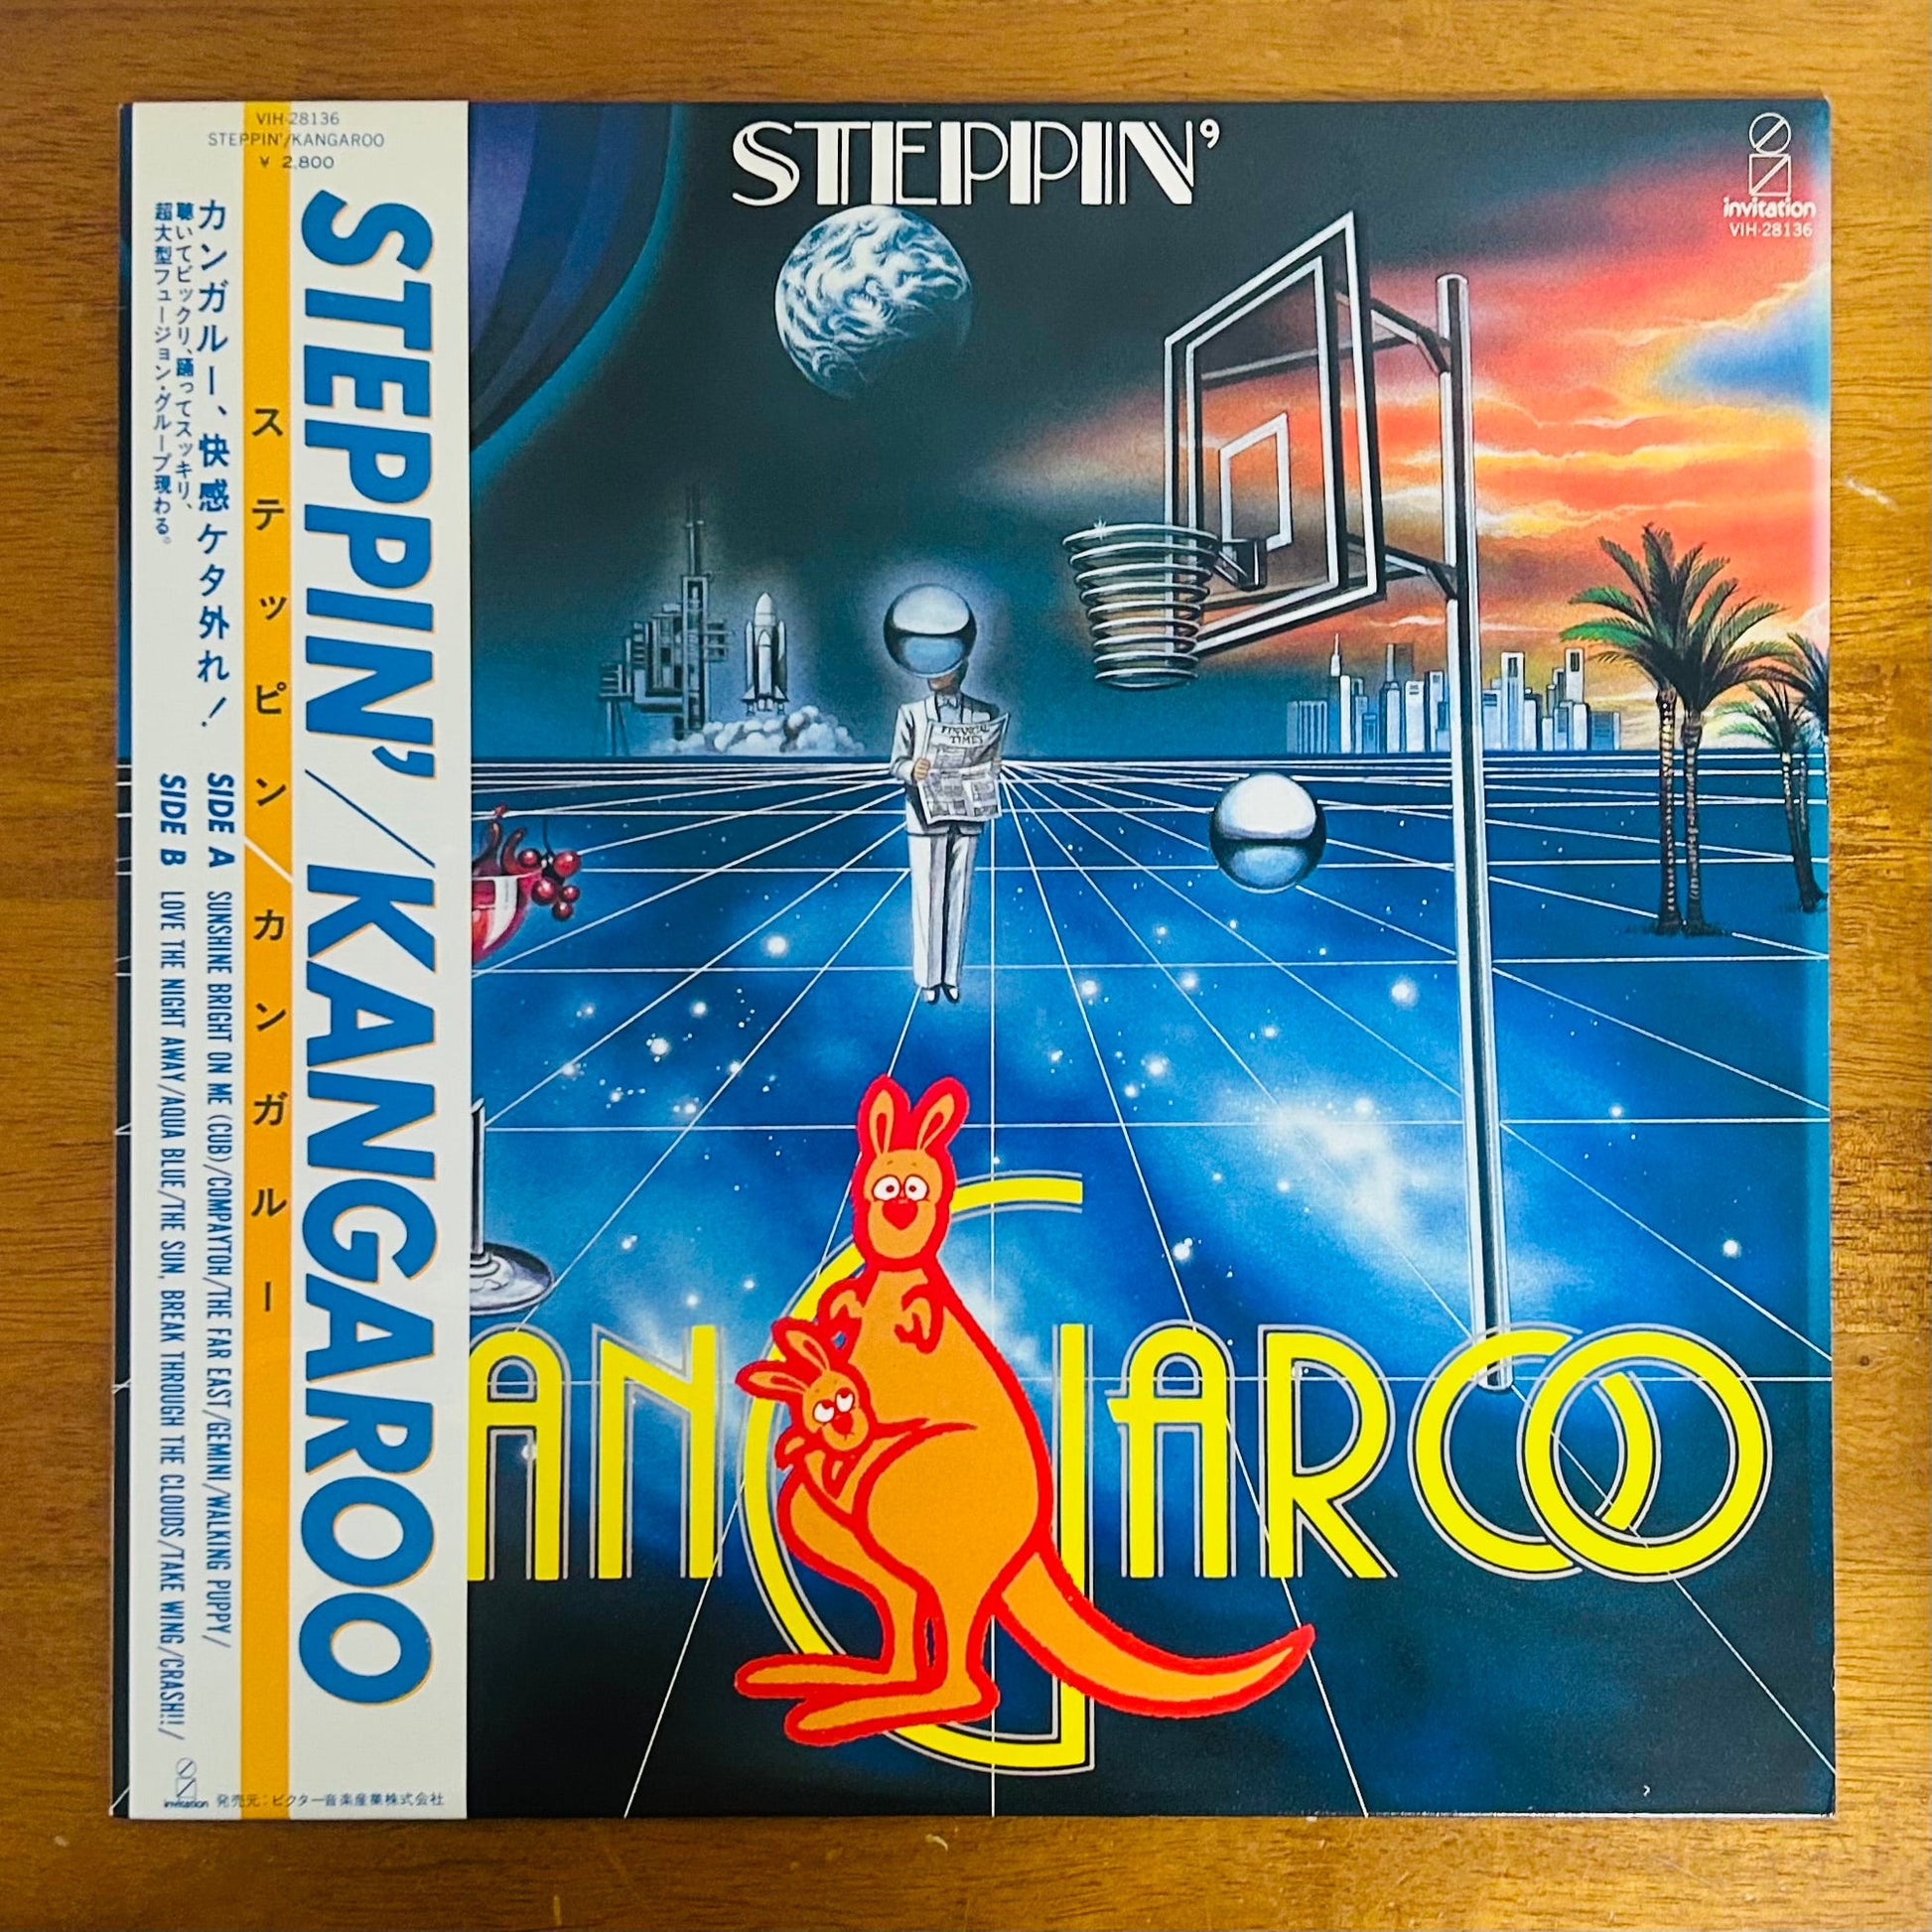 VIH-28136
STEPPIN'/KANGAROO
¥ 2,800
カンガルー、快感ケタ外れ！
聴いてビックリ、踊ってスッキリ、
超大型フュージョン・グループ現わる。
ステッピン/カンガルー
STEPPIN'/KANGAROO
SIDE A SUNSHINE BRIGHT ON ME (CUB)/COMPAYTOH/THE FAR EAST/GEMINI/WALKING PUPPY/
SIDE B LOVE THE NIGHT AWAY/AQUA BLUE/THE SUN, BREAK THROUGH THE CLOUDS/TAKE WING/CRASH!!/
invitation
発売元:ビクター音楽産業株式会社
STEPPIN'
invitation
VIH-28136
FINANCIAL
TIMES
ANGAROO